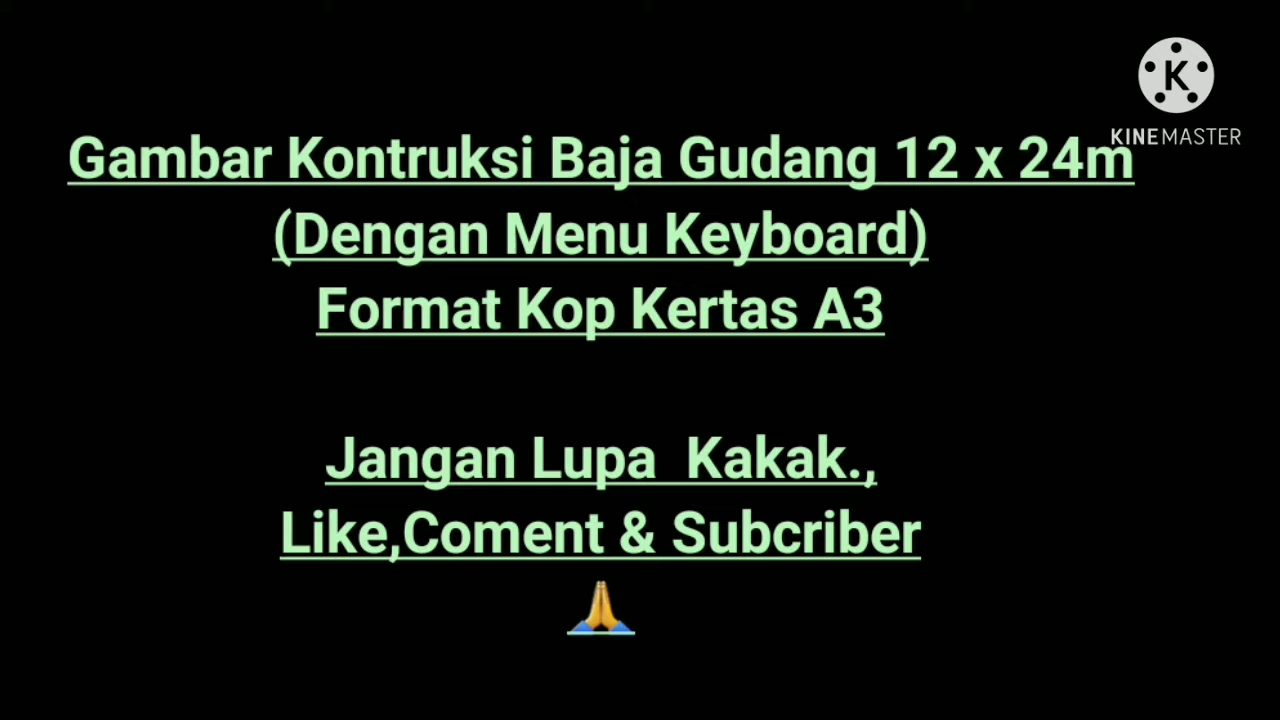 Gambar Kontruksi Baja Gudang 12 x 24m
(Dengan Menu Keyboard)
Format Kop Kertas A3
Jangan Lupa  Kakak.,
Like,Coment & Subcriber
🙏
K
KINEMASTER